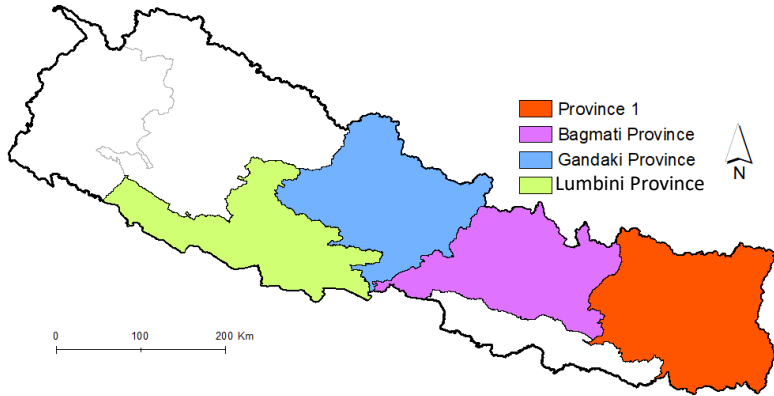 Province 1
Bagmati Province
Gandaki Province
Lumbini Province
N
0 100 200 Km